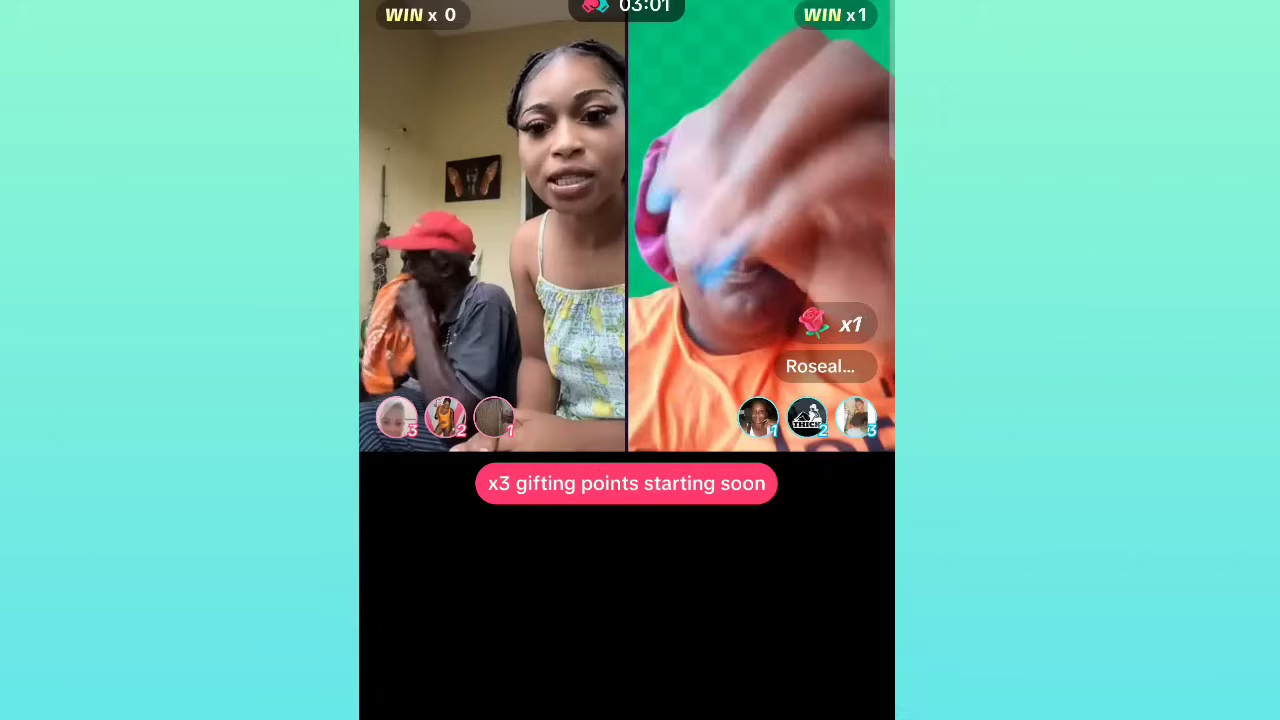 WIN x 0
03:01
WIN x1
x1
Roseal...
3
2
1
1
THICK
2
3
x3 gifting points starting soon